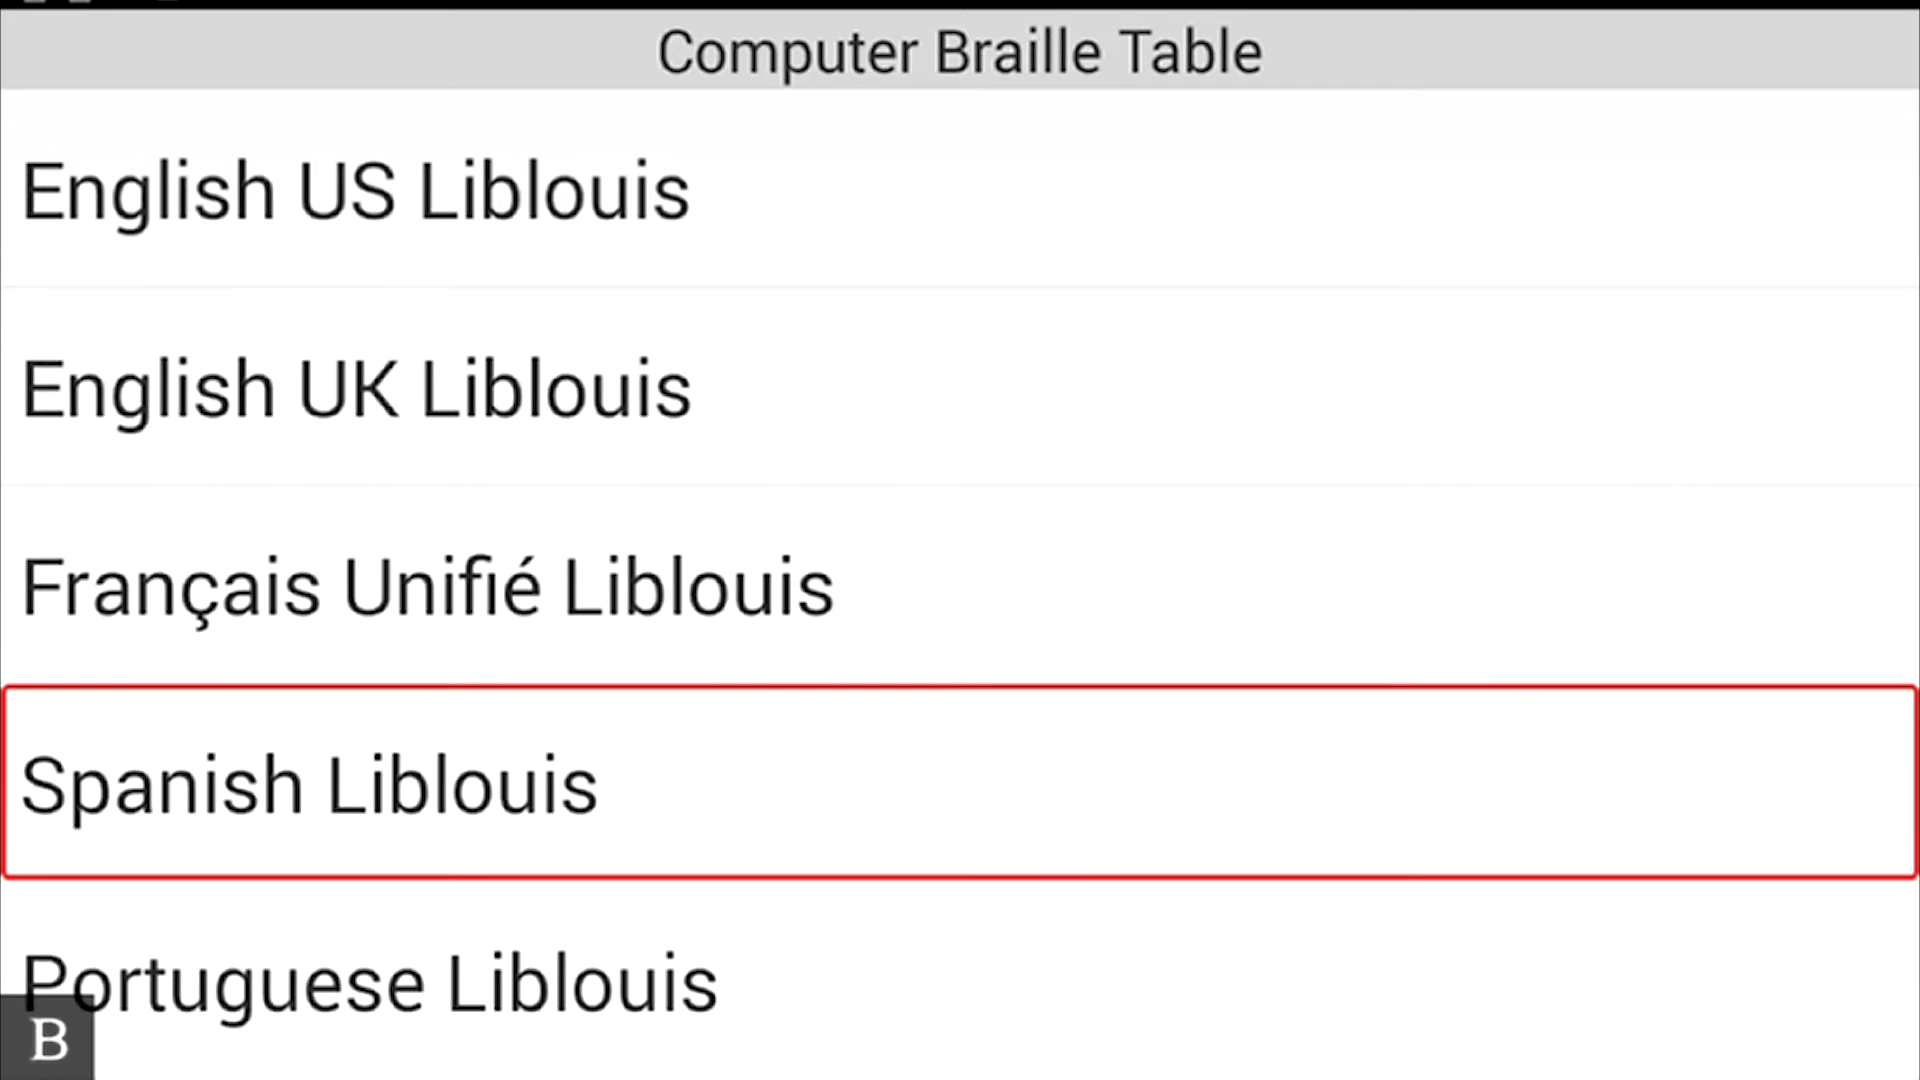 Computer Braille Table
English US Liblouis
English UK Liblouis
Français Unifié Liblouis
Spanish Liblouis
Portuguese Liblouis
B